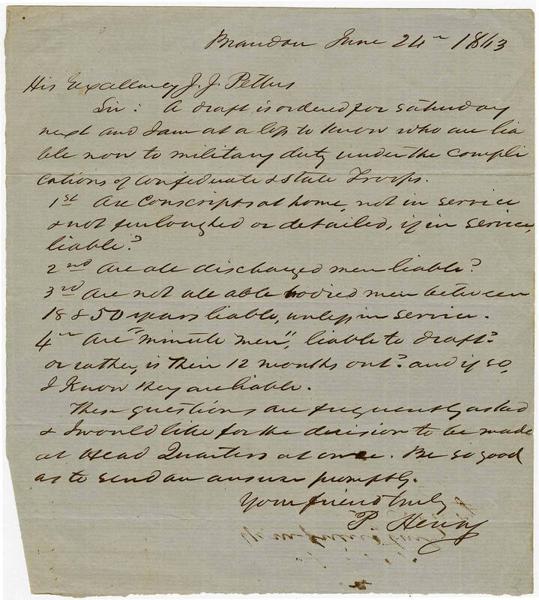 Brandon June 24th 1863
His Excellency J. J. Pettus
Sir: A draft is ordered for Saturday
next and I am at a loss to know who are lia
ble now to military duty under the compli
cations of Confederate & State Troops.
1st Are conscripts at home, not in service
& not furloughed or detailed, if in service,
liable?
2nd Are all discharged men liable?
3rd Are not all able bodied men between
18 & 50 years liable, unless in service.
4th Are "minute men", liable to draft?
or rather, is their 12 months out? and if so,
I Know they are liable.
These questions are frequently asked
& I would like for the decision to be made
at Head Quarters at once. Be so good
as to send an answer promptly.
Your friend truly
P. Henry